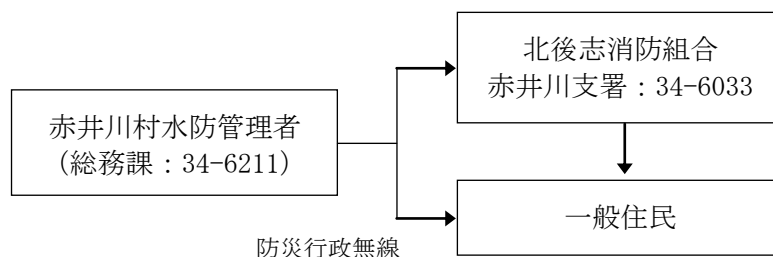 北後志消防組合
赤井川支署：34-6033
赤井川村水防管理者
(総務課：34-6211)
一般住民
防災行政無線